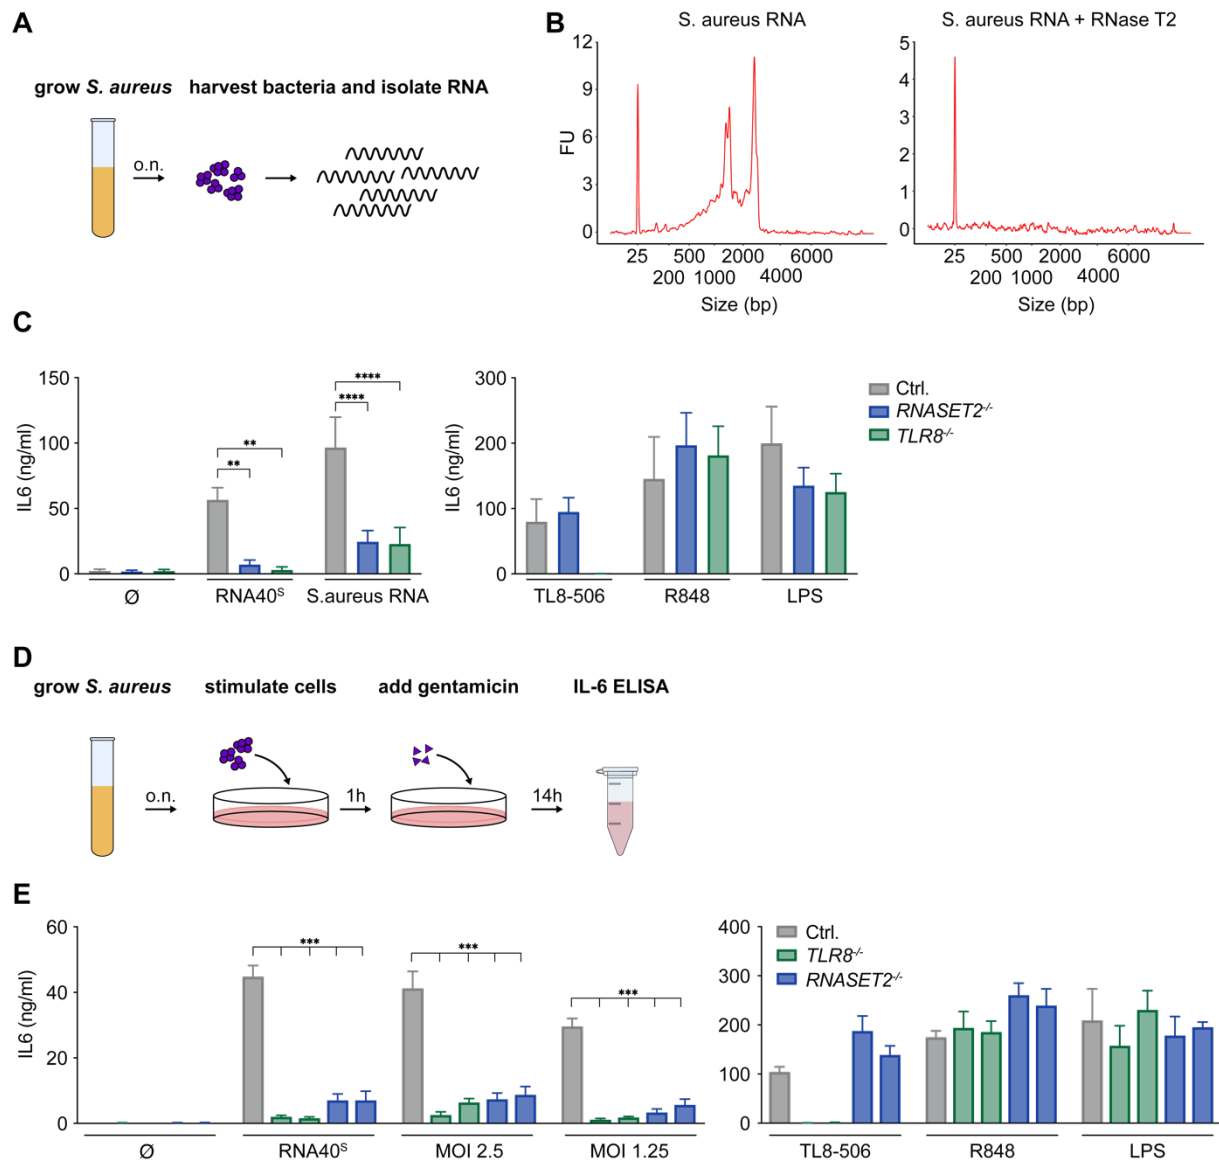 A
grow S. aureus harvest bacteria and isolate RNA
o.n.
B
S. aureus RNA
S. aureus RNA + RNase T2
FU
12
9
6
3
0
25 500 2000 6000
200 1000 4000
Size (bp)
5
4
3
2
1
0
25 500 2000 6000
200 1000 4000
Size (bp)
C
IL6 (ng/ml)
150
100
50
0
** ** **** ****
Ø RNA40ˢ S.aureus RNA
IL6 (ng/ml)
300
200
100
0
TL8-506 R848 LPS
Ctrl.
RNASET2-/-
TLR8-/-
D
grow S. aureus stimulate cells add gentamicin IL-6 ELISA
o.n. 1h 14h
E
IL6 (ng/ml)
60
40
20
0
*** *** ***
Ø RNA40ˢ MOI 2.5 MOI 1.25
400
300
200
100
0
Ctrl.
TLR8-/-
RNASET2-/-
TL8-506 R848 LPS